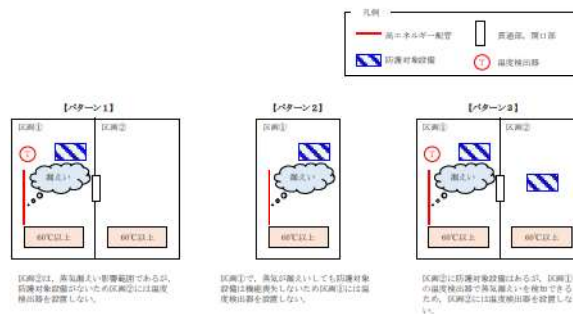 凡例
高エネルギー配管
貫通部、開口部
防護対象設備
T
温度検出器
【パターン1】
【パターン2】
【パターン3】
区画①
区画②
T
漏えい
60℃以上
60℃以上
区画②は、蒸気漏えい影響範囲であるが、
防護対象設備がないため区画②には温度
検出器を設置しない。
区画①
漏えい
60℃以上
区画①で、蒸気が漏えいしても防護対象
設備は機能喪失しないため区画①には温
度検出器を設置しない。
区画①
区画②
T
漏えい
60℃以上
60℃以上
区画②に防護対象設備はあるが、区画①
の温度検出器で蒸気漏えいを検知できる
ため、区画②には温度検出器を設置しな
い。